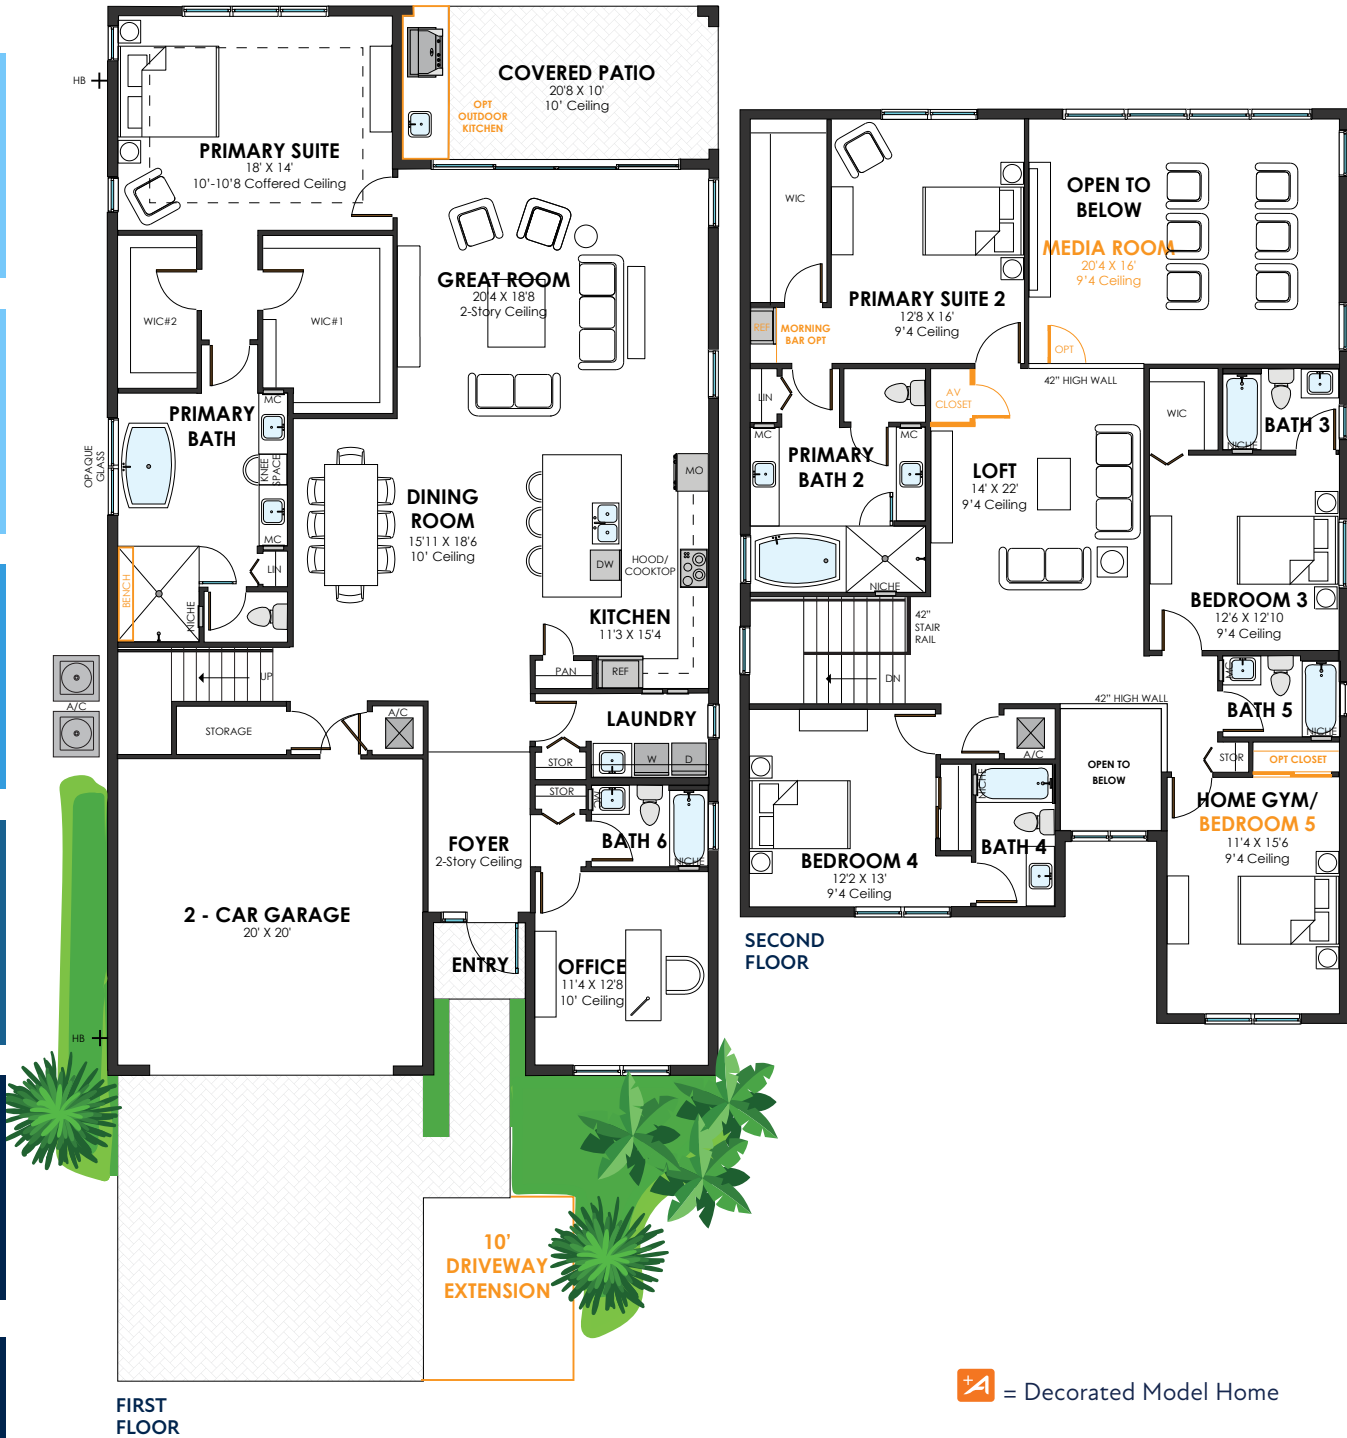 HB
PRIMARY SUITE
18' X 14'
10'-10'8 Coffered Ceiling
COVERED PATIO
20'8 X 10'
10' Ceiling
OPT
OUTDOOR
KITCHEN
GREAT ROOM
20'4 X 18'8
2-Story Ceiling
WIC#2
WIC#1
PRIMARY
BATH
MC
KNEE
SPACE
MC
LIN
OPAQUE
GLASS
BENCH
NICHE
DINING
ROOM
15'11 X 18'6
10' Ceiling
MO
DW
HOOD/
COOKTOP
KITCHEN
11'3 X 15'4
PAN
REF
UP
STORAGE
A/C
A/C
LAUNDRY
STOR
W
D
STOR
MC
BATH 6
NICHE
FOYER
2-Story Ceiling
2 - CAR GARAGE
20' X 20'
ENTRY
OFFICE
11'4 X 12'8
10' Ceiling
HB
10'
DRIVEWAY
EXTENSION
FIRST
FLOOR
WIC
PRIMARY SUITE 2
12'8 X 16'
9'4 Ceiling
REF
MORNING
BAR OPT
OPEN TO
BELOW
MEDIA ROOM
20'4 X 16'
9'4 Ceiling
OPT
42" HIGH WALL
LIN
MC
PRIMARY
BATH 2
MC
NICHE
AV
CLOSET
LOFT
14' X 22'
9'4 Ceiling
WIC
NICHE
BATH 3
BEDROOM 3
12'6 X 12'10
9'4 Ceiling
42"
STAIR
RAIL
DN
42" HIGH WALL
MC
BATH 5
NICHE
STOR
OPT CLOSET
A/C
NICHE
BATH 4
OPEN TO
BELOW
HOME GYM/
BEDROOM 5
11'4 X 15'6
9'4 Ceiling
BEDROOM 4
12'2 X 13'
9'4 Ceiling
SECOND
FLOOR
+A = Decorated Model Home